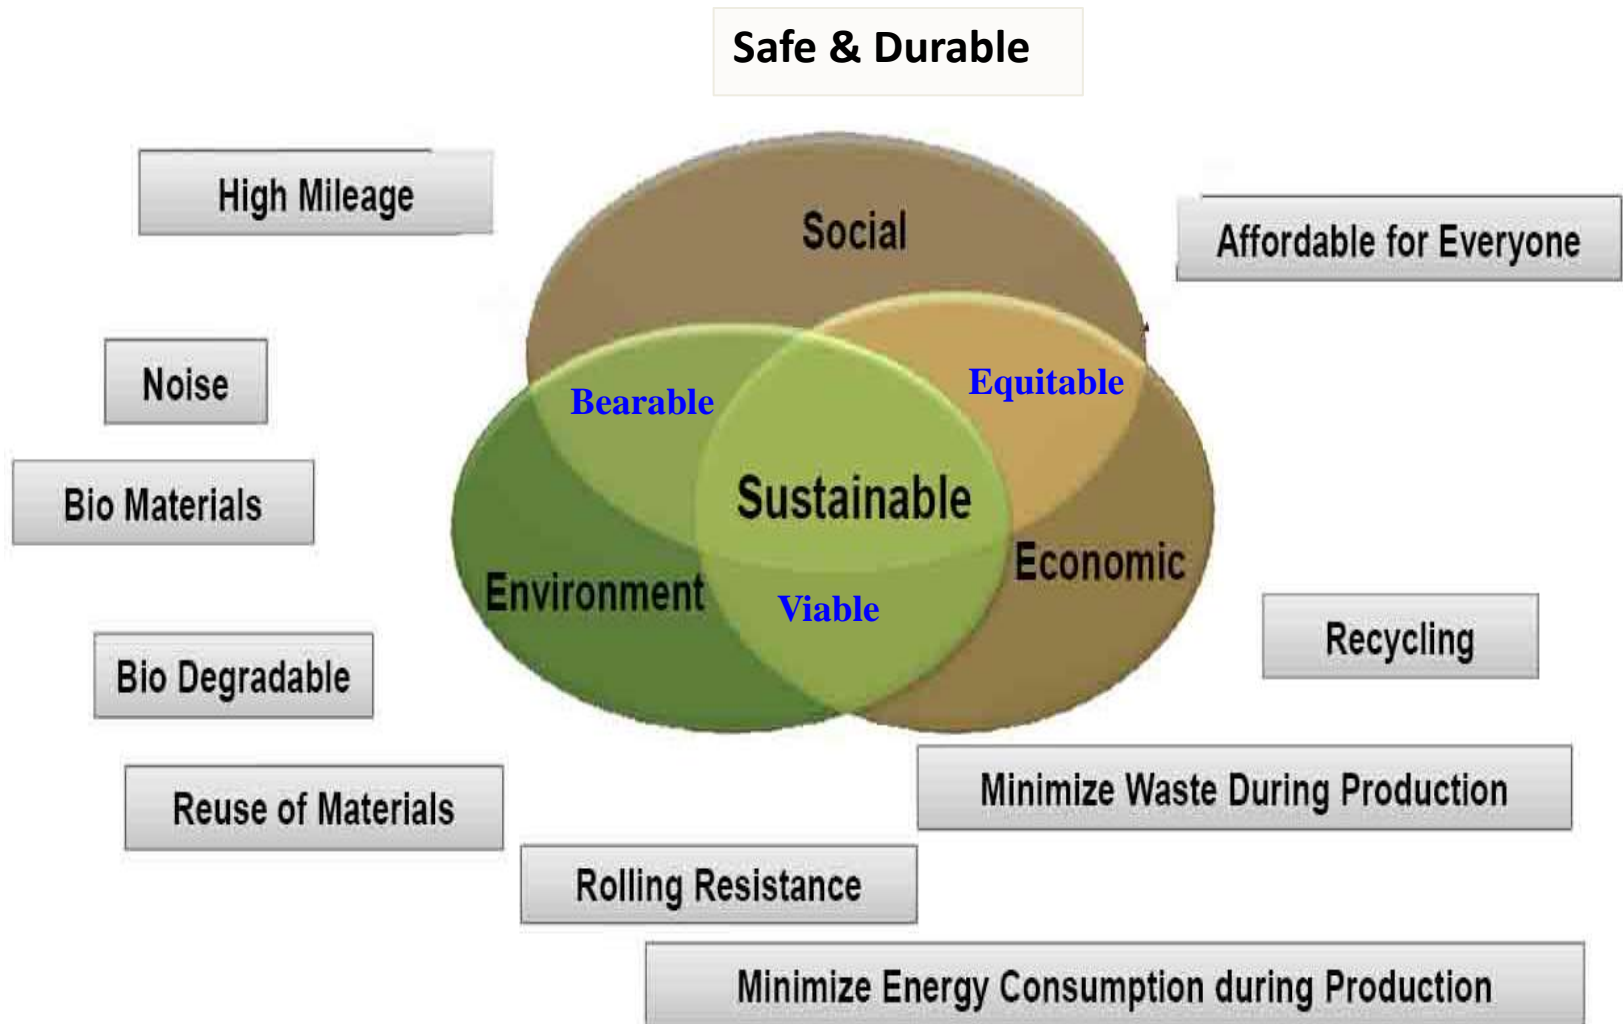 Safe & Durable
High Mileage
Social
Affordable for Everyone
Noise
Bearable
Equitable
Bio Materials
Sustainable
Environment
Economic
Viable
Recycling
Bio Degradable
Reuse of Materials
Minimize Waste During Production
Rolling Resistance
Minimize Energy Consumption during Production